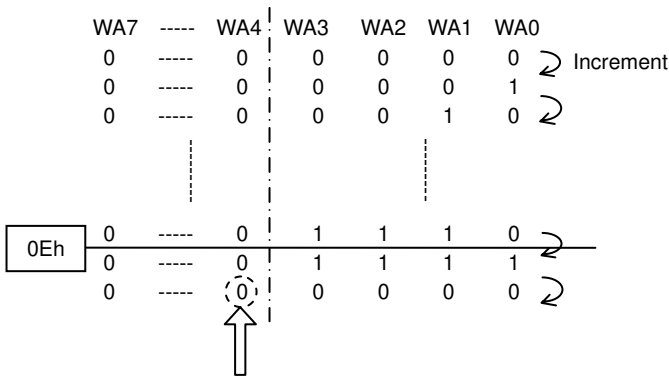 WA7 ----- WA4 WA3 WA2 WA1 WA0
0 ----- 0 0 0 0 0 Increment
0 ----- 0 0 0 0 1
0 ----- 0 0 0 1 0
0 ----- 0 1 1 1 0
0Eh
0 ----- 0 1 1 1 1
0 ----- 0 0 0 0 0